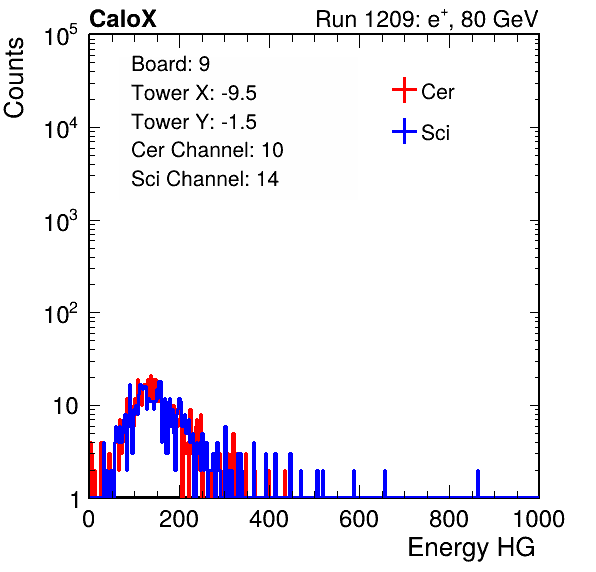 CaloX Run 1209: e⁺, 80 GeV
Counts
10⁵
10⁴
10³
10²
10
1
Board: 9
Tower X: -9.5
Tower Y: -1.5
Cer Channel: 10
Sci Channel: 14
Cer
Sci
0 200 400 600 800 1000
Energy HG